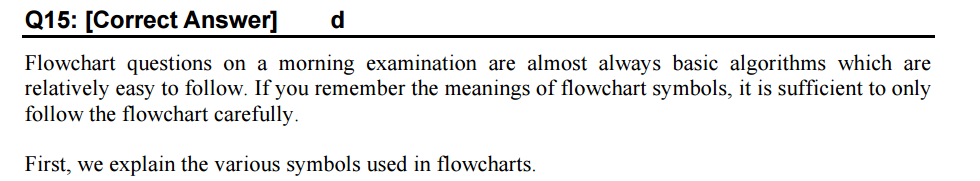 Q15: [Correct Answer] d
Flowchart questions on a morning examination are almost always basic algorithms which are
relatively easy to follow. If you remember the meanings of flowchart symbols, it is sufficient to only
follow the flowchart carefully.
First, we explain the various symbols used in flowcharts.